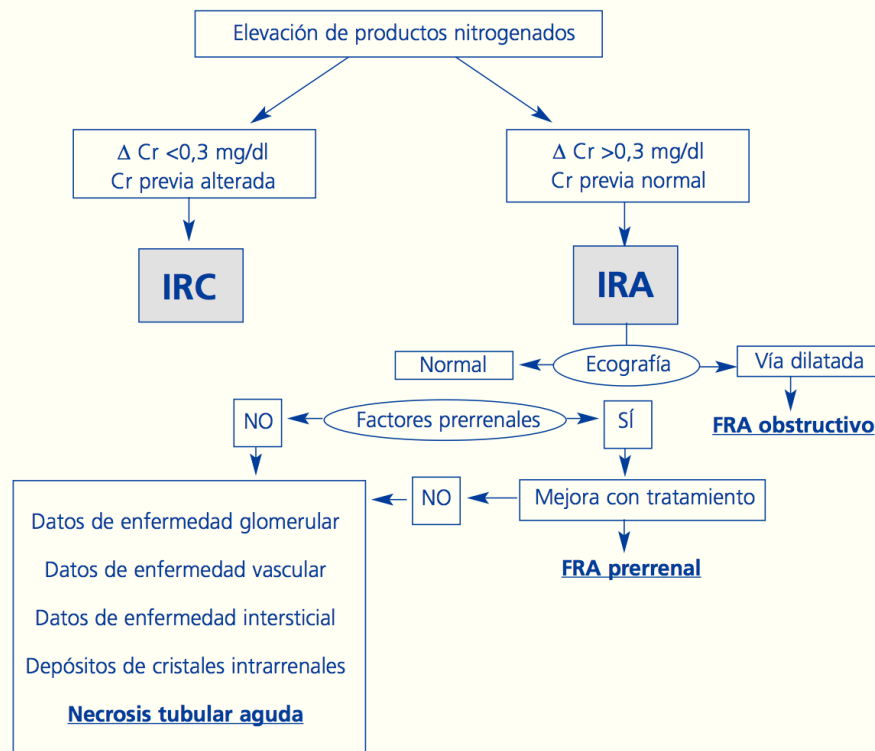 Elevación de productos nitrogenados
Δ Cr <0,3 mg/dl
Cr previa alterada
Δ Cr >0,3 mg/dl
Cr previa normal
IRC
IRA
Normal
Ecografía
Vía dilatada
FRA obstructivo
NO
Factores prerrenales
SÍ
NO
Mejora con tratamiento
FRA prerrenal
Datos de enfermedad glomerular
Datos de enfermedad vascular
Datos de enfermedad intersticial
Depósitos de cristales intrarrenales
Necrosis tubular aguda